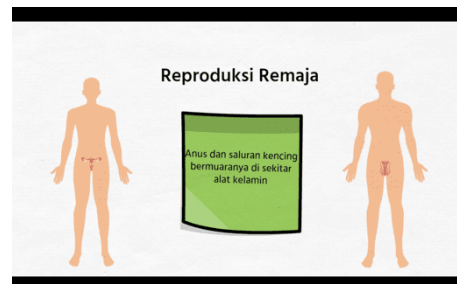 Reproduksi Remaja
Anus dan saluran kencing
bermuaranya di sekitar
alat kelamin